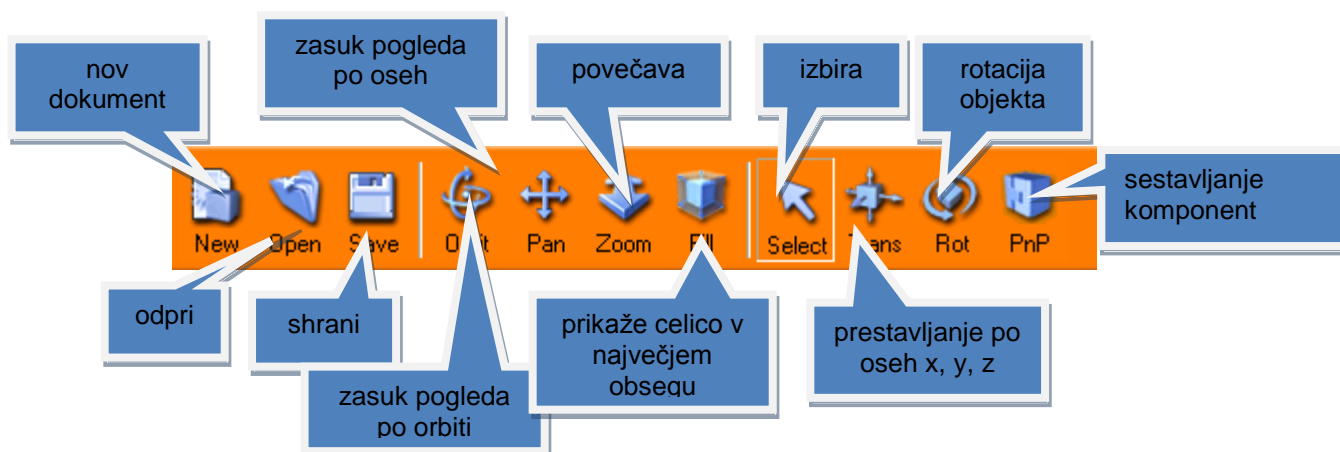 nov
dokument
zasuk pogleda
po oseh
povečava
izbira
rotacija
objekta
sestavljanje
komponent
New
Open
Save
Pan
Zoom
Select
Rot
PnP
odpri
shrani
zasuk pogleda
po orbiti
prikaže celico v
največjem
obsegu
prestavljanje po
oseh x, y, z